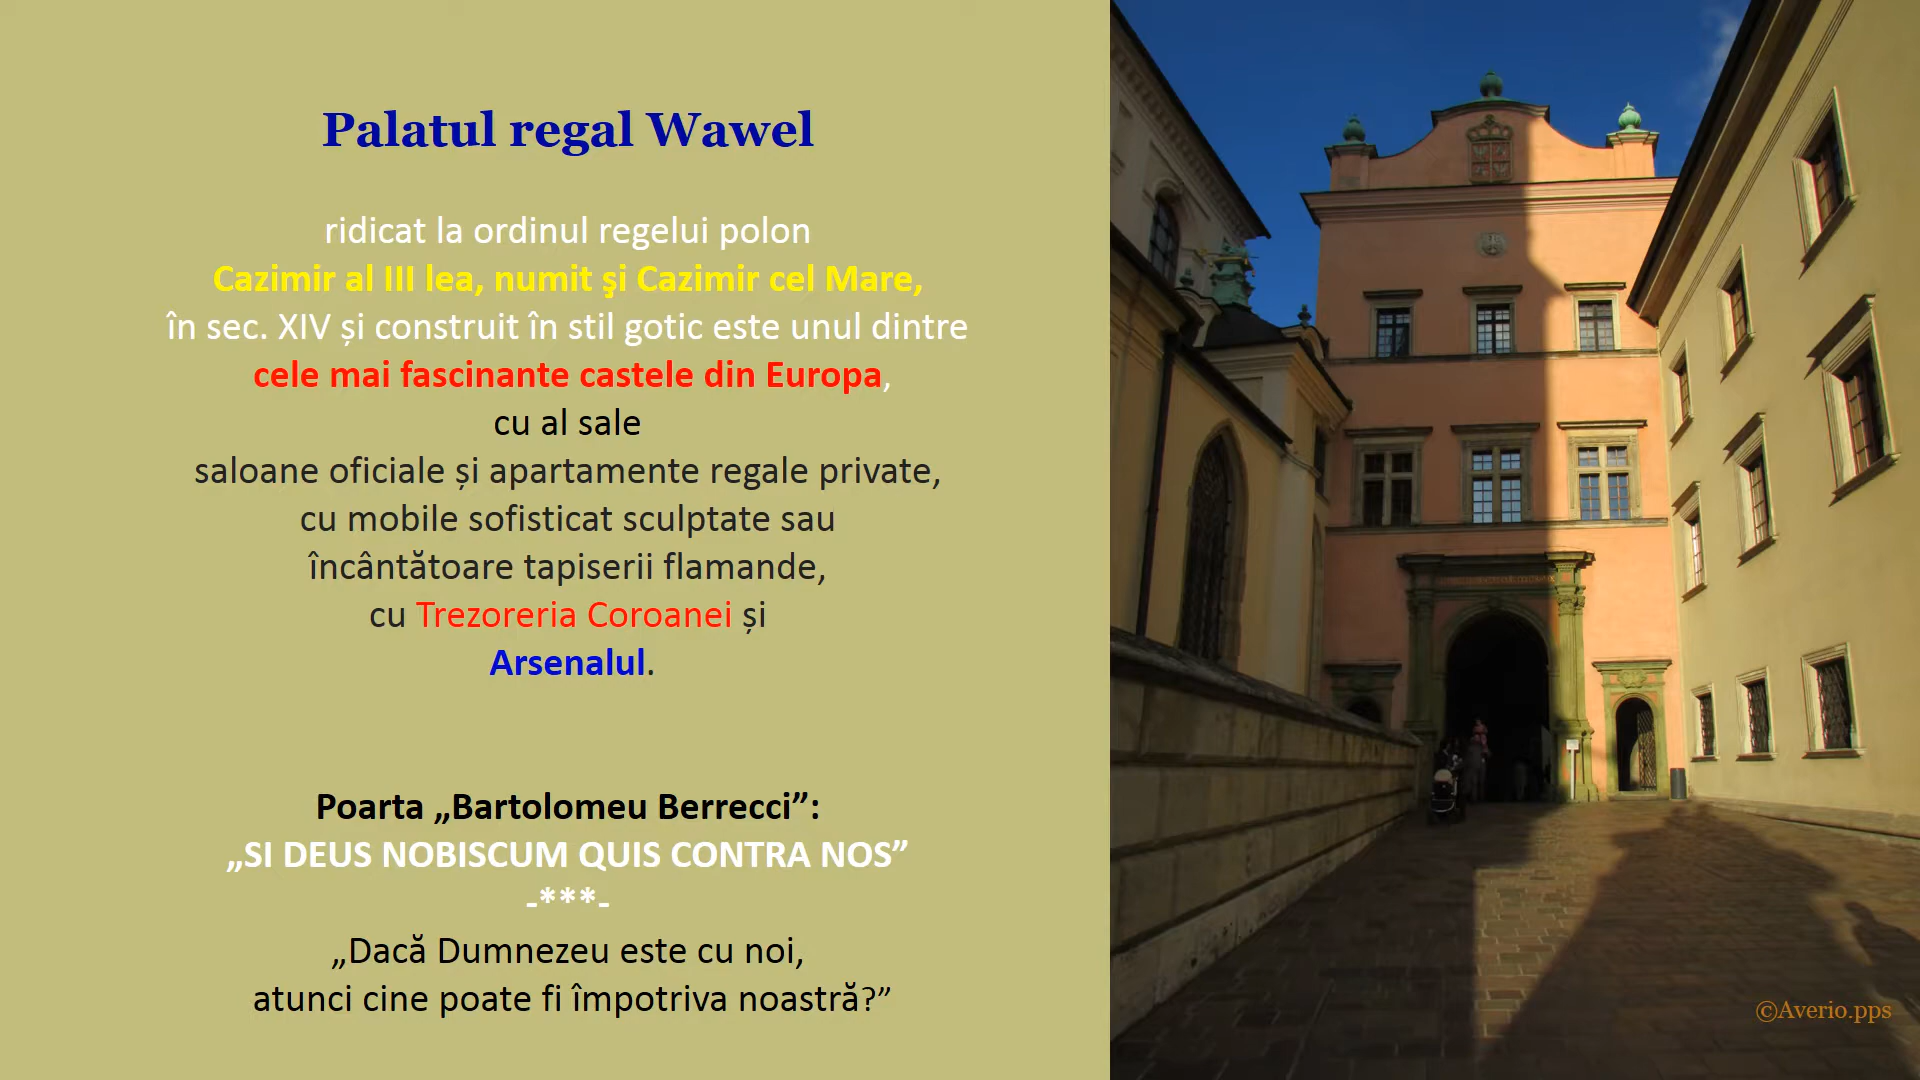 Palatul regal Wawel
ridicat la ordinul regelui polon
Cazimir al III lea, numit şi Cazimir cel Mare,
în sec. XIV și construit în stil gotic este unul dintre
cele mai fascinante castele din Europa,
cu al sale
saloane oficiale și apartamente regale private,
cu mobile sofisticat sculptate sau
încântătoare tapiserii flamande,
cu Trezoreria Coroanei și
Arsenalul.
Poarta „Bartolomeu Berrecci”:
„SI DEUS NOBISCUM QUIS CONTRA NOS”
-***-
„Dacă Dumnezeu este cu noi,
atunci cine poate fi împotriva noastră?”
©Averio.pps